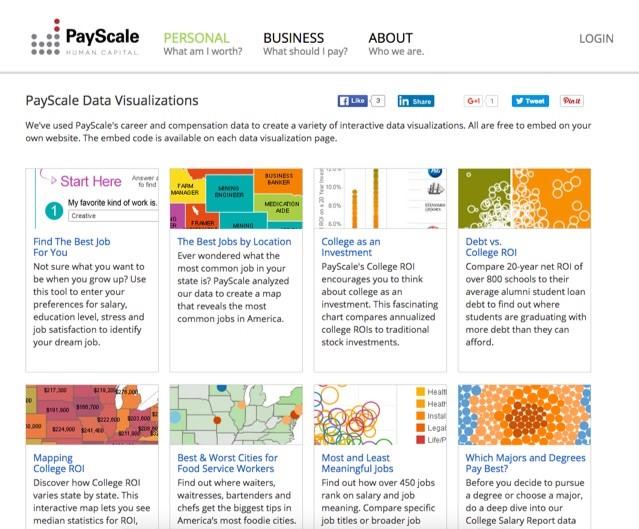 PayScale
HUMAN CAPITAL
PERSONAL
What am I worth?
BUSINESS
What should I pay?
ABOUT
Who we are.
LOGIN
PayScale Data Visualizations
Like 3
in Share
G+1 1
Tweet
Pin it
We've used PayScale's career and compensation data to create a variety of interactive data visualizations. All are free to embed on your
own website. The embed code is available on each data visualization page.
Start Here
Answer
to find
1
My favorite kind of work is
Creative
Find The Best Job
For You
Not sure what you want to
be when you grow up? Use
this tool to enter your
preferences for salary,
education level, stress and
job satisfaction to identify
your dream job.
FARM
MANAGER
MINING
ENGINEER
BUSINESS
BANKER
MEDICATION
AIDE
FRAMER
MINING
The Best Jobs by Location
Ever wondered what the
most common job in your
state is? PayScale analyzed
our data to create a map
that reveals the most
common jobs in America.
10.0%
8.0%
6.0%
College as an
Investment
PayScale's College ROI
encourages you to think
about college as an
investment. This fascinating
chart compares annualized
college ROIs to traditional
stock investments.
Debt vs.
College ROI
Compare 20-year net ROI of
over 800 schools to their
average alumni student loan
debt to find out where
students are graduating with
more debt than they can
afford.
$217,300
$191,900
$166,700
$276,000
$222,600
$224,900
$241,400
Mapping
College ROI
Discover how College ROI
varies state by state. This
interactive map lets you see
median statistics for ROI,
Best & Worst Cities for
Food Service Workers
Find out where waiters,
waitresses, bartenders and
chefs get the biggest tips in
America's most foodie cities.
Healt
Healt
Instal
Legal
Life/P
Most and Least
Meaningful Jobs
Find out how over 450 jobs
rank on salary and job
meaning. Compare specific
job titles or broader job
Which Majors and Degrees
Pay Best?
Before you decide to pursue
a degree or choose a major,
do a deep dive into our
College Salary Report data